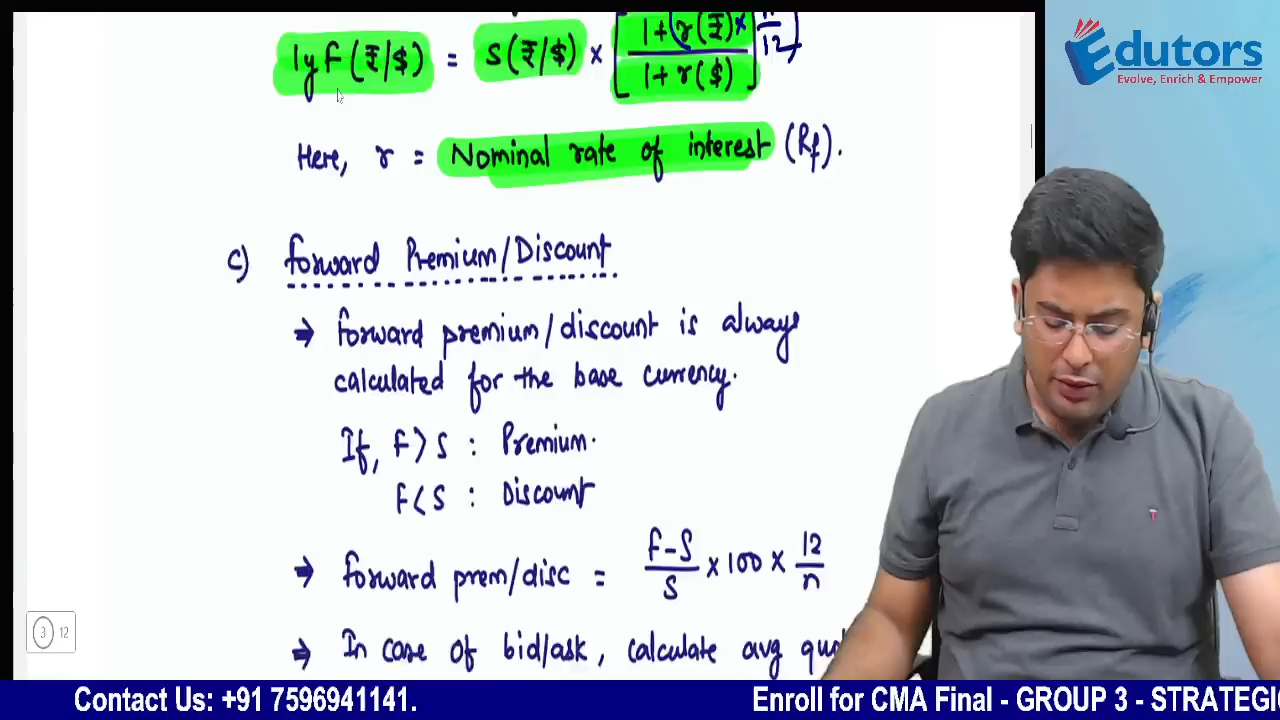 1yF (₹/$) = S(₹/$) × [1+(r(₹)× n/12) / 1+ r($)]
Here, r = Nominal rate of interest (Rf).
c) Forward Premium/Discount
→ Forward premium/discount is always
calculated for the base currency.
If, F > S : Premium.
F < S : Discount
→ Forward prem/disc = F-S / S × 100 × 12/n
→ In case of bid/ask, calculate avg
3 12
Edutors
Evolve, Enrich & Empower
Contact Us: +91 7596941141. Enroll for CMA Final - GROUP 3 -